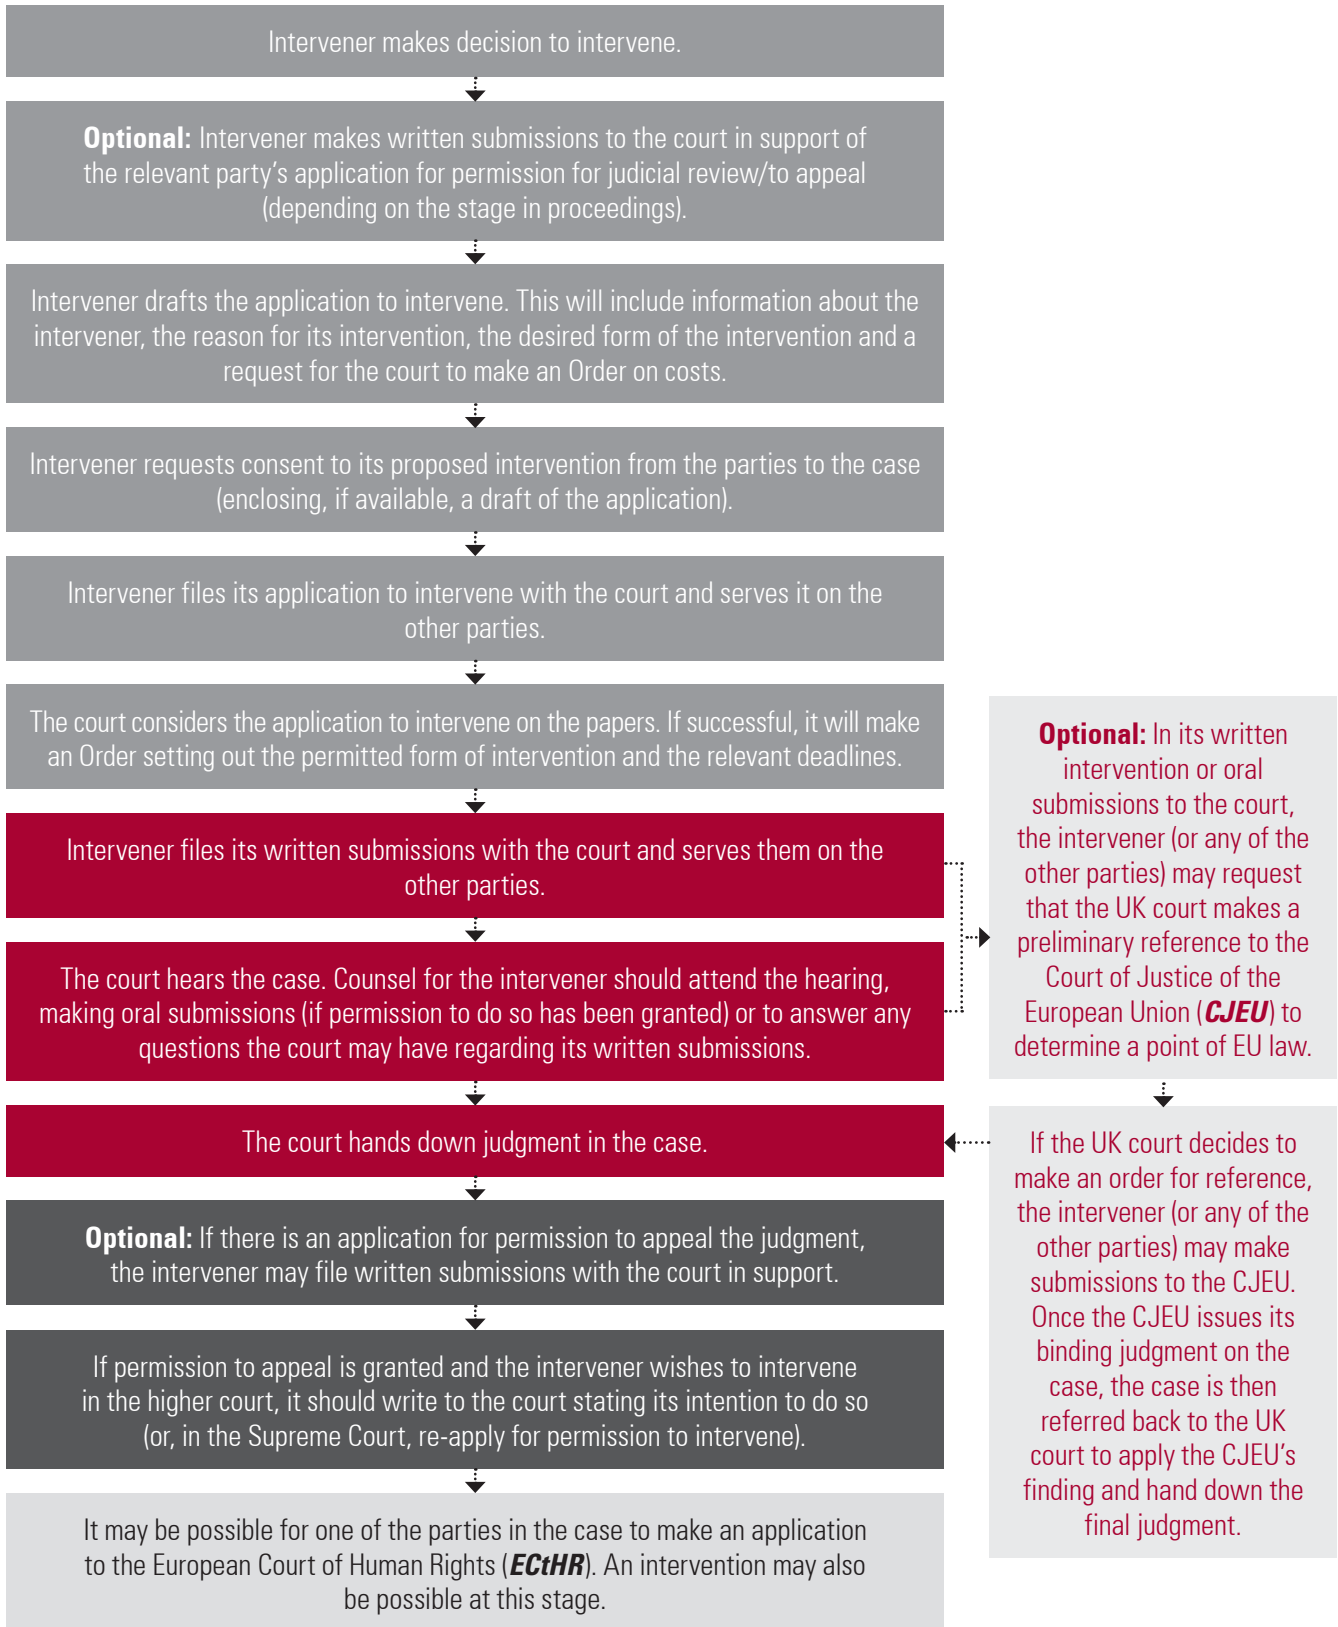 Intervener makes decision to intervene.
Optional: Intervener makes written submissions to the court in support of
the relevant party's application for permission for judicial review/to appeal
(depending on the stage in proceedings).
Intervener drafts the application to intervene. This will include information about the
intervener, the reason for its intervention, the desired form of the intervention and a
request for the court to make an Order on costs.
Intervener requests consent to its proposed intervention from the parties to the case
(enclosing, if available, a draft of the application).
Intervener files its application to intervene with the court and serves it on the
other parties.
The court considers the application to intervene on the papers. If successful, it will make
an Order setting out the permitted form of intervention and the relevant deadlines.
Intervener files its written submissions with the court and serves them on the
other parties.
The court hears the case. Counsel for the intervener should attend the hearing,
making oral submissions (if permission to do so has been granted) or to answer any
questions the court may have regarding its written submissions.
Optional: In its written
intervention or oral
submissions to the court,
the intervener (or any of the
other parties) may request
that the UK court makes a
preliminary reference to the
Court of Justice of the
European Union (CJEU) to
determine a point of EU law.
If the UK court decides to
make an order for reference,
the intervener (or any of the
other parties) may make
submissions to the CJEU.
Once the CJEU issues its
binding judgment on the
case, the case is then
referred back to the UK
court to apply the CJEU's
finding and hand down the
final judgment.
The court hands down judgment in the case.
Optional: If there is an application for permission to appeal the judgment,
the intervener may file written submissions with the court in support.
If permission to appeal is granted and the intervener wishes to intervene
in the higher court, it should write to the court stating its intention to do so
(or, in the Supreme Court, re-apply for permission to intervene).
It may be possible for one of the parties in the case to make an application
to the European Court of Human Rights (ECtHR). An intervention may also
be possible at this stage.